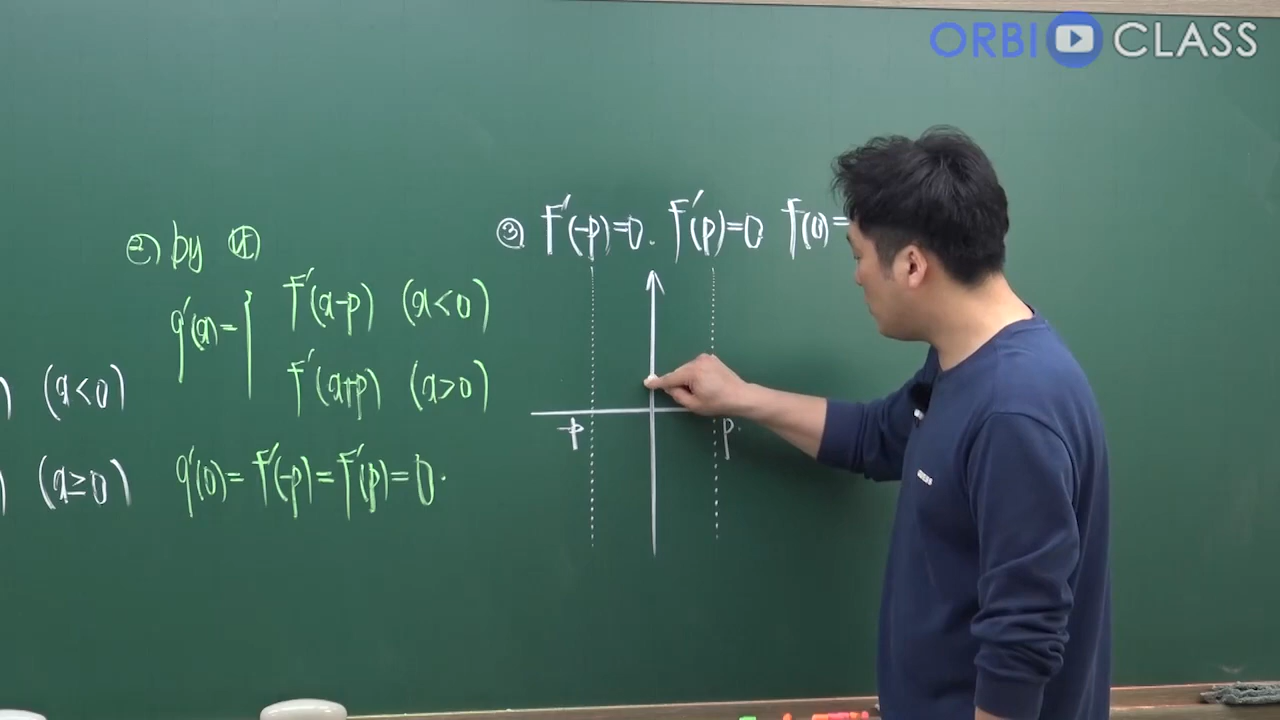 ORBI CLASS
② by
g'(x)= { f'(x-p) (x<0)
f'(x+p) (x>0)
) (x<0)
) (x≥0)
g'(0)= f'(-p)= f'(p)= 0.
③ f'(-p)=0. f'(p)=0 f(0)=
-p p